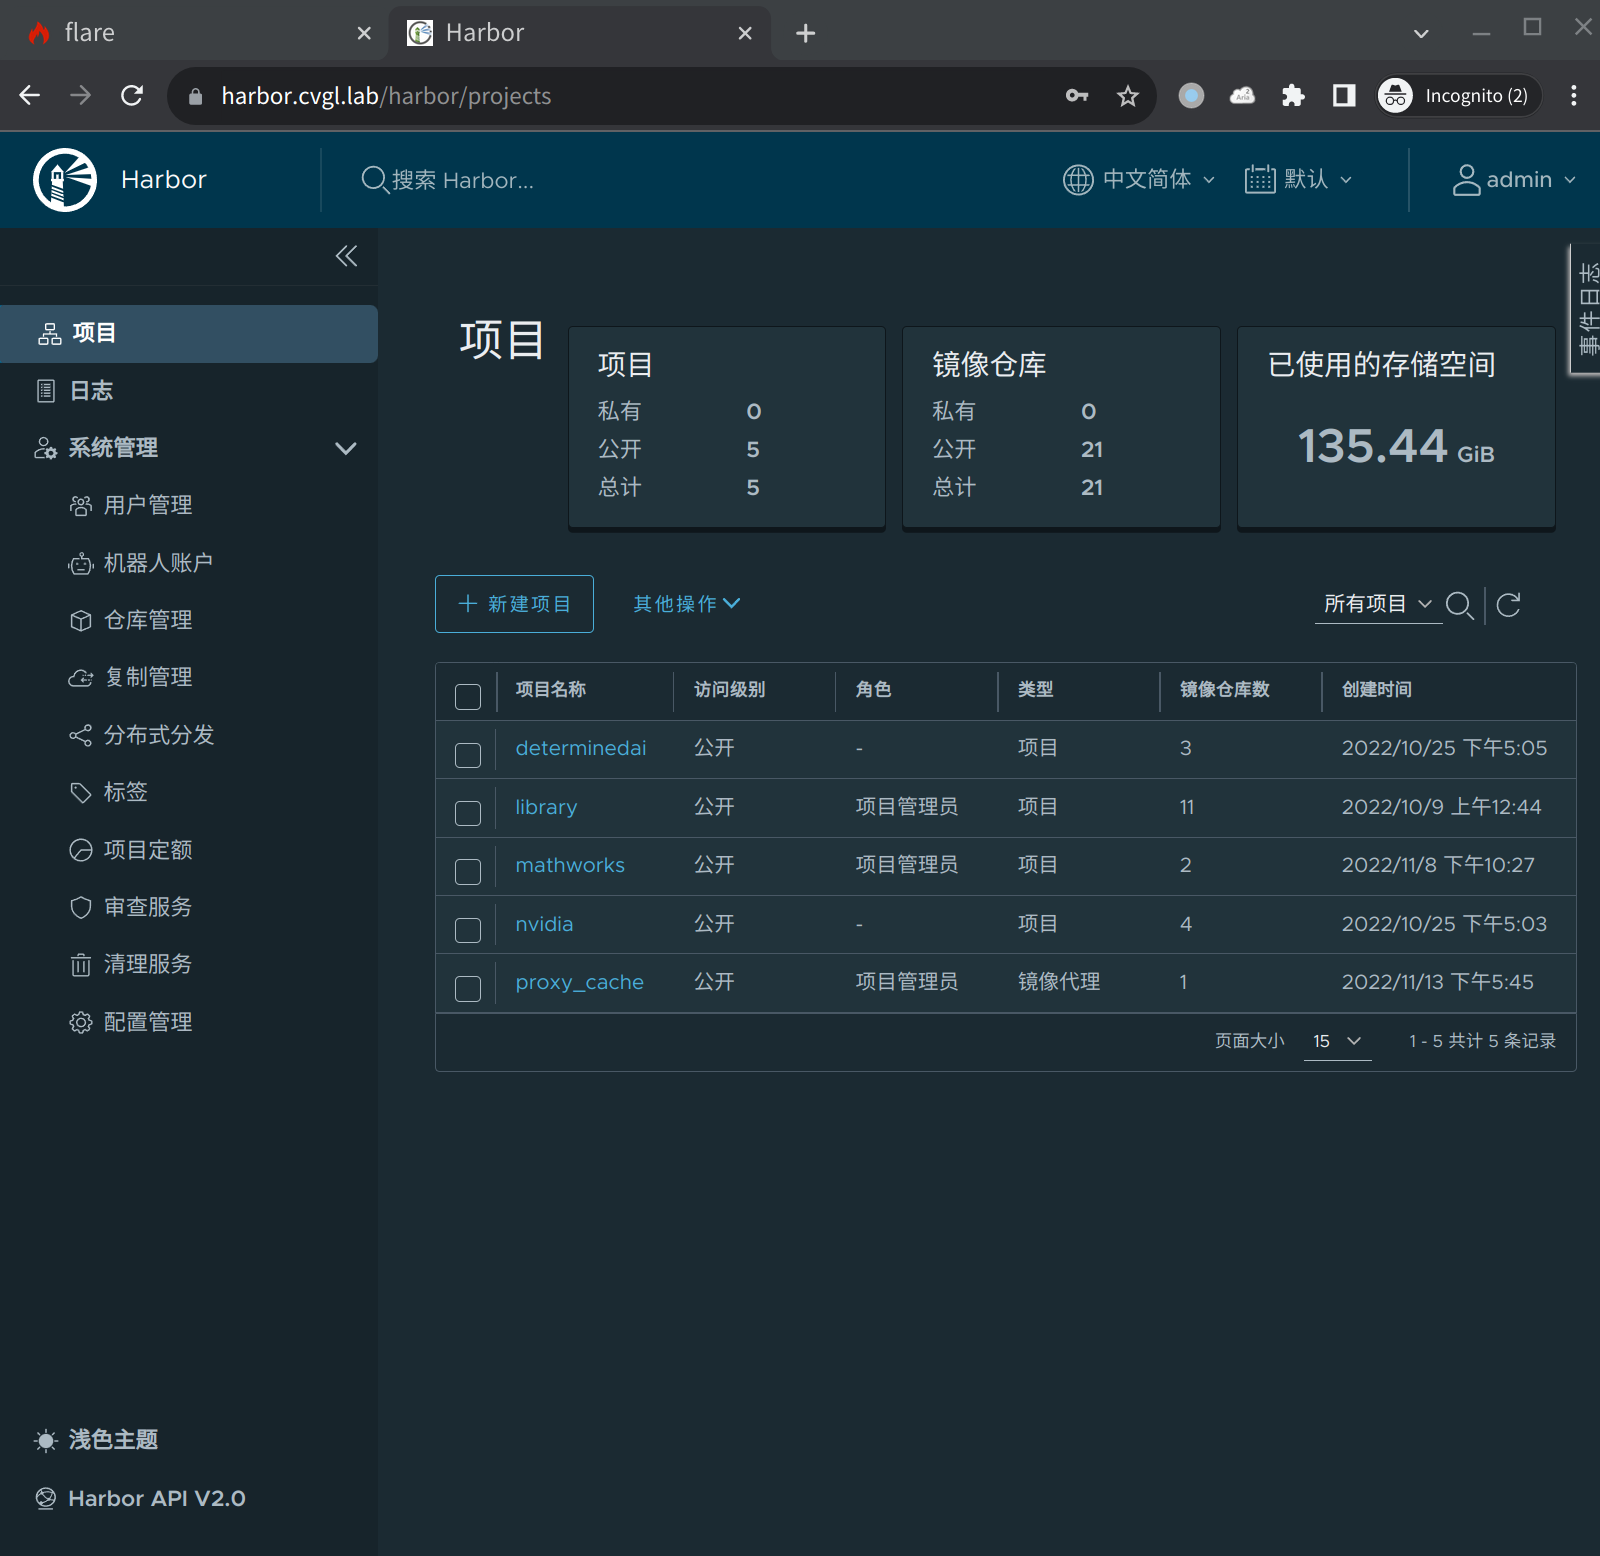 flare
Harbor
harbor.cvgl.lab/harbor/projects
Incognito (2)
Harbor
搜索 Harbor...
中文简体
默认
admin
事件日志
项目
日志
系统管理
用户管理
机器人账户
仓库管理
复制管理
分布式分发
标签
项目定额
审查服务
清理服务
配置管理
浅色主题
Harbor API V2.0
项目
项目
私有 0
公开 5
总计 5
镜像仓库
私有 0
公开 21
总计 21
已使用的存储空间
135.44 GiB
新建项目
其他操作
所有项目
项目名称 访问级别 角色 类型 镜像仓库数 创建时间
determinedai 公开 - 项目 3 2022/10/25 下午5:05
library 公开 项目管理员 项目 11 2022/10/9 上午12:44
mathworks 公开 项目管理员 项目 2 2022/11/8 下午10:27
nvidia 公开 - 项目 4 2022/10/25 下午5:03
proxy_cache 公开 项目管理员 镜像代理 1 2022/11/13 下午5:45
页面大小 15 1 - 5 共计 5 条记录